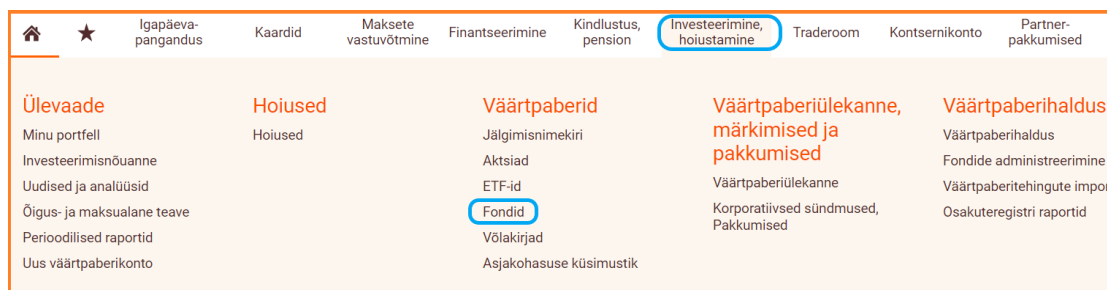 Igapäeva-
pangandus
Kaardid
Maksete
vastuvõtmine
Finantseerimine
Kindlustus,
pension
Investeerimine,
hoiustamine
Traderoom
Kontsernikonto
Partner-
pakkumised
Ülevaade
Minu portfell
Investeerimisnõuanne
Uudised ja analüüsid
Õigus- ja maksualane teave
Perioodilised raportid
Uus väärtpaberikonto
Hoiused
Hoiused
Väärtpaberid
Jälgimisnimekiri
Aktsiad
ETF-id
Fondid
Võlakirjad
Asjakohasuse küsimustik
Väärtpaberiülekanne,
märkimised ja
pakkumised
Väärtpaberiülekanne
Korporatiivsed sündmused,
Pakkumised
Väärtpaberihaldus
Väärtpaberihaldus
Fondide administreerimine
Väärtpaberitehingute impor
Osakuteregistri raportid